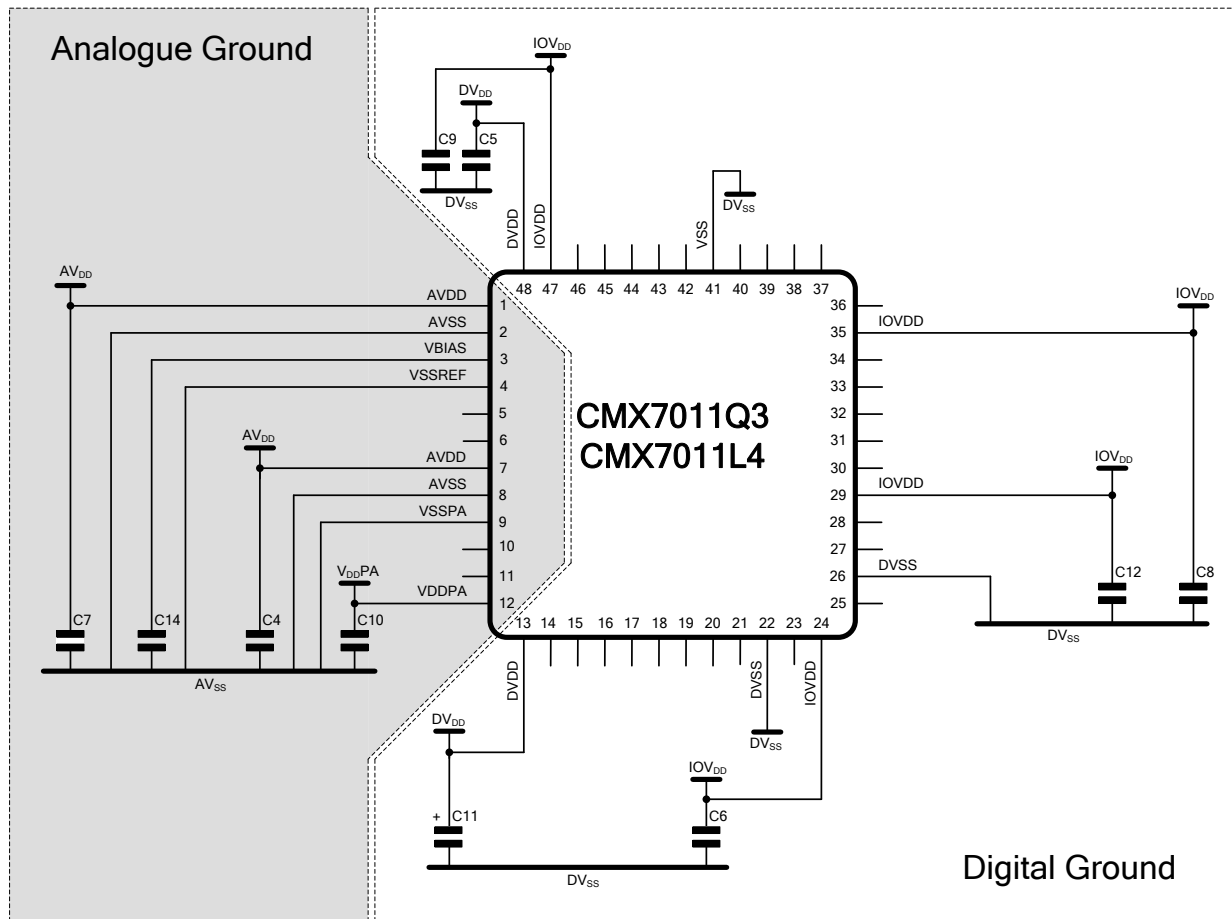 Analogue Ground
IOVDD
DVDD
C9
C5
DVSS
DVDD
IOVDD
VSS
DVSS
48
47
46
45
44
43
42
41
40
39
38
37
AVDD
AVDD
1
AVSS
2
VBIAS
3
VSSREF
4
5
6
AVDD
AVDD
7
AVSS
8
VSSPA
9
10
11
VDDPA
VDDPA
12
C7
C14
C4
C10
AVSS
CMX7011Q3
CMX7011L4
36
IOVDD
35
IOVDD
34
33
32
31
30
IOVDD
29
IOVDD
28
27
26
DVSS
25
C12
C8
DVSS
13
14
15
16
17
18
19
20
21
22
23
24
DVDD
DVSS
IOVDD
DVDD
DVSS
IOVDD
+
C11
C6
DVSS
Digital Ground